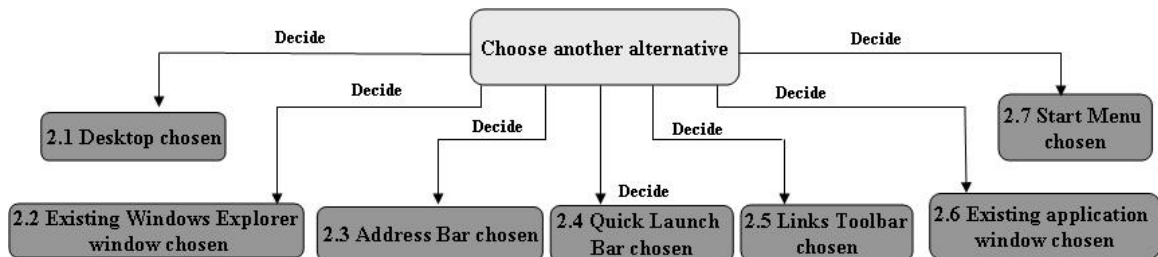 Decide
Choose another alternative
Decide
Decide
Decide
Decide
Decide
Decide
2.1 Desktop chosen
2.7 Start Menu
chosen
Decide
2.2 Existing Windows Explorer
window chosen
2.3 Address Bar chosen
2.4 Quick Launch
Bar chosen
2.5 Links Toolbar
chosen
2.6 Existing application
window chosen